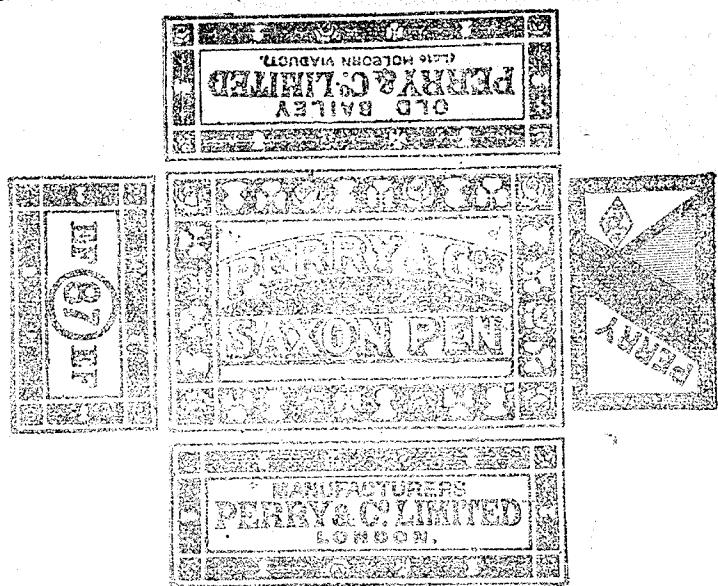 OLD BAILEY
PERRY & Co. LIMITED
(Late HOLBORN VIADUCT).
EF 87 EF
PERRY & Cos
SAXON PEN
PERRY
MANUFACTURERS
PERRY & Co. LIMITED
LONDON.